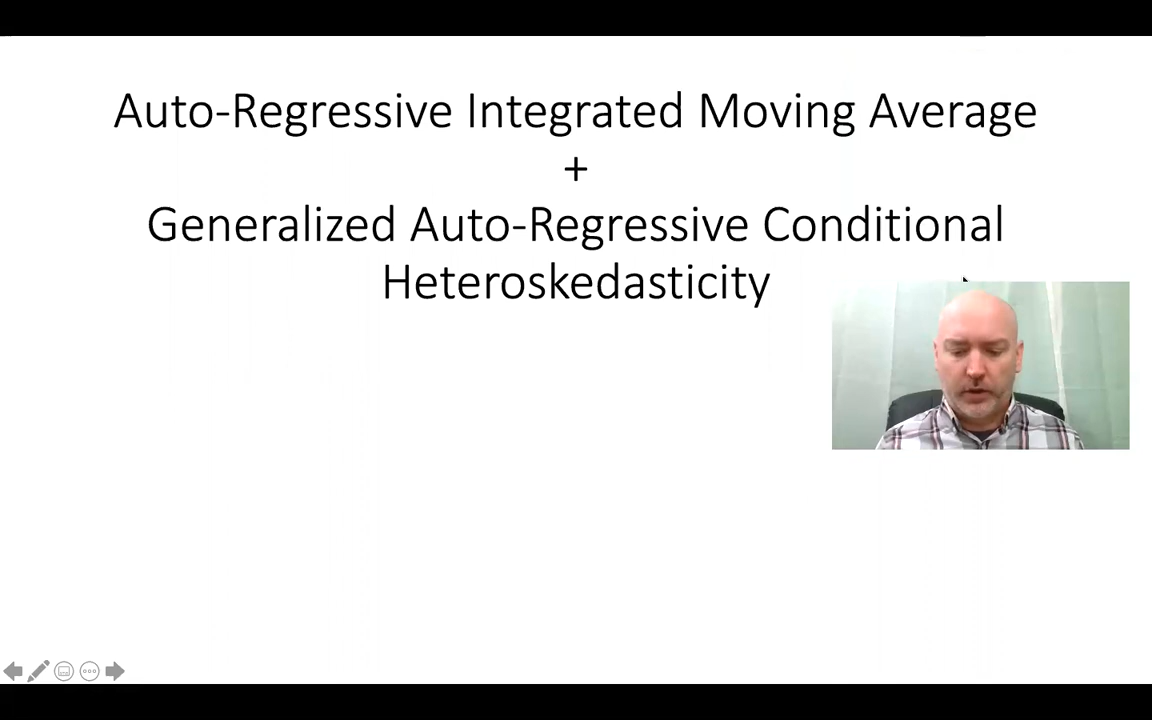 Auto-Regressive Integrated Moving Average
+
Generalized Auto-Regressive Conditional
Heteroskedasticity